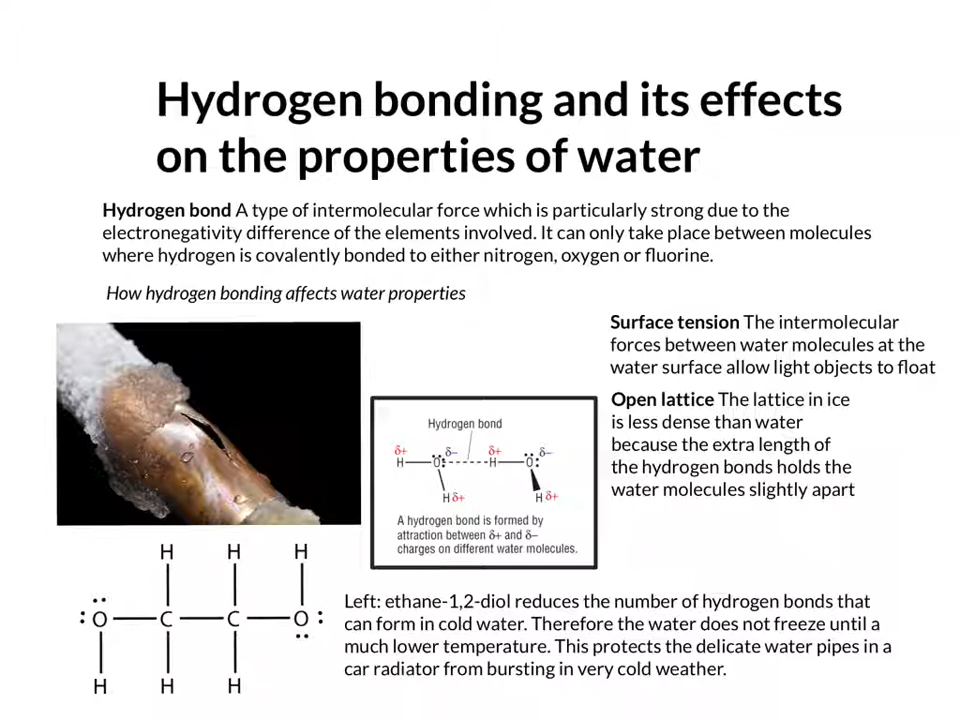 Hydrogen bonding and its effects
on the properties of water
Hydrogen bond A type of intermolecular force which is particularly strong due to the
electronegativity difference of the elements involved. It can only take place between molecules
where hydrogen is covalently bonded to either nitrogen, oxygen or fluorine.
How hydrogen bonding affects water properties
Surface tension The intermolecular
forces between water molecules at the
water surface allow light objects to float
Open lattice The lattice in ice
is less dense than water
because the extra length of
the hydrogen bonds holds the
water molecules slightly apart
Hydrogen bond
δ+ δ– δ+ δ–
H O H O
H δ+ H δ+
A hydrogen bond is formed by
attraction between δ+ and δ–
charges on different water molecules.
H H H
O C C O
H H H
Left: ethane-1,2-diol reduces the number of hydrogen bonds that
can form in cold water. Therefore the water does not freeze until a
much lower temperature. This protects the delicate water pipes in a
car radiator from bursting in very cold weather.